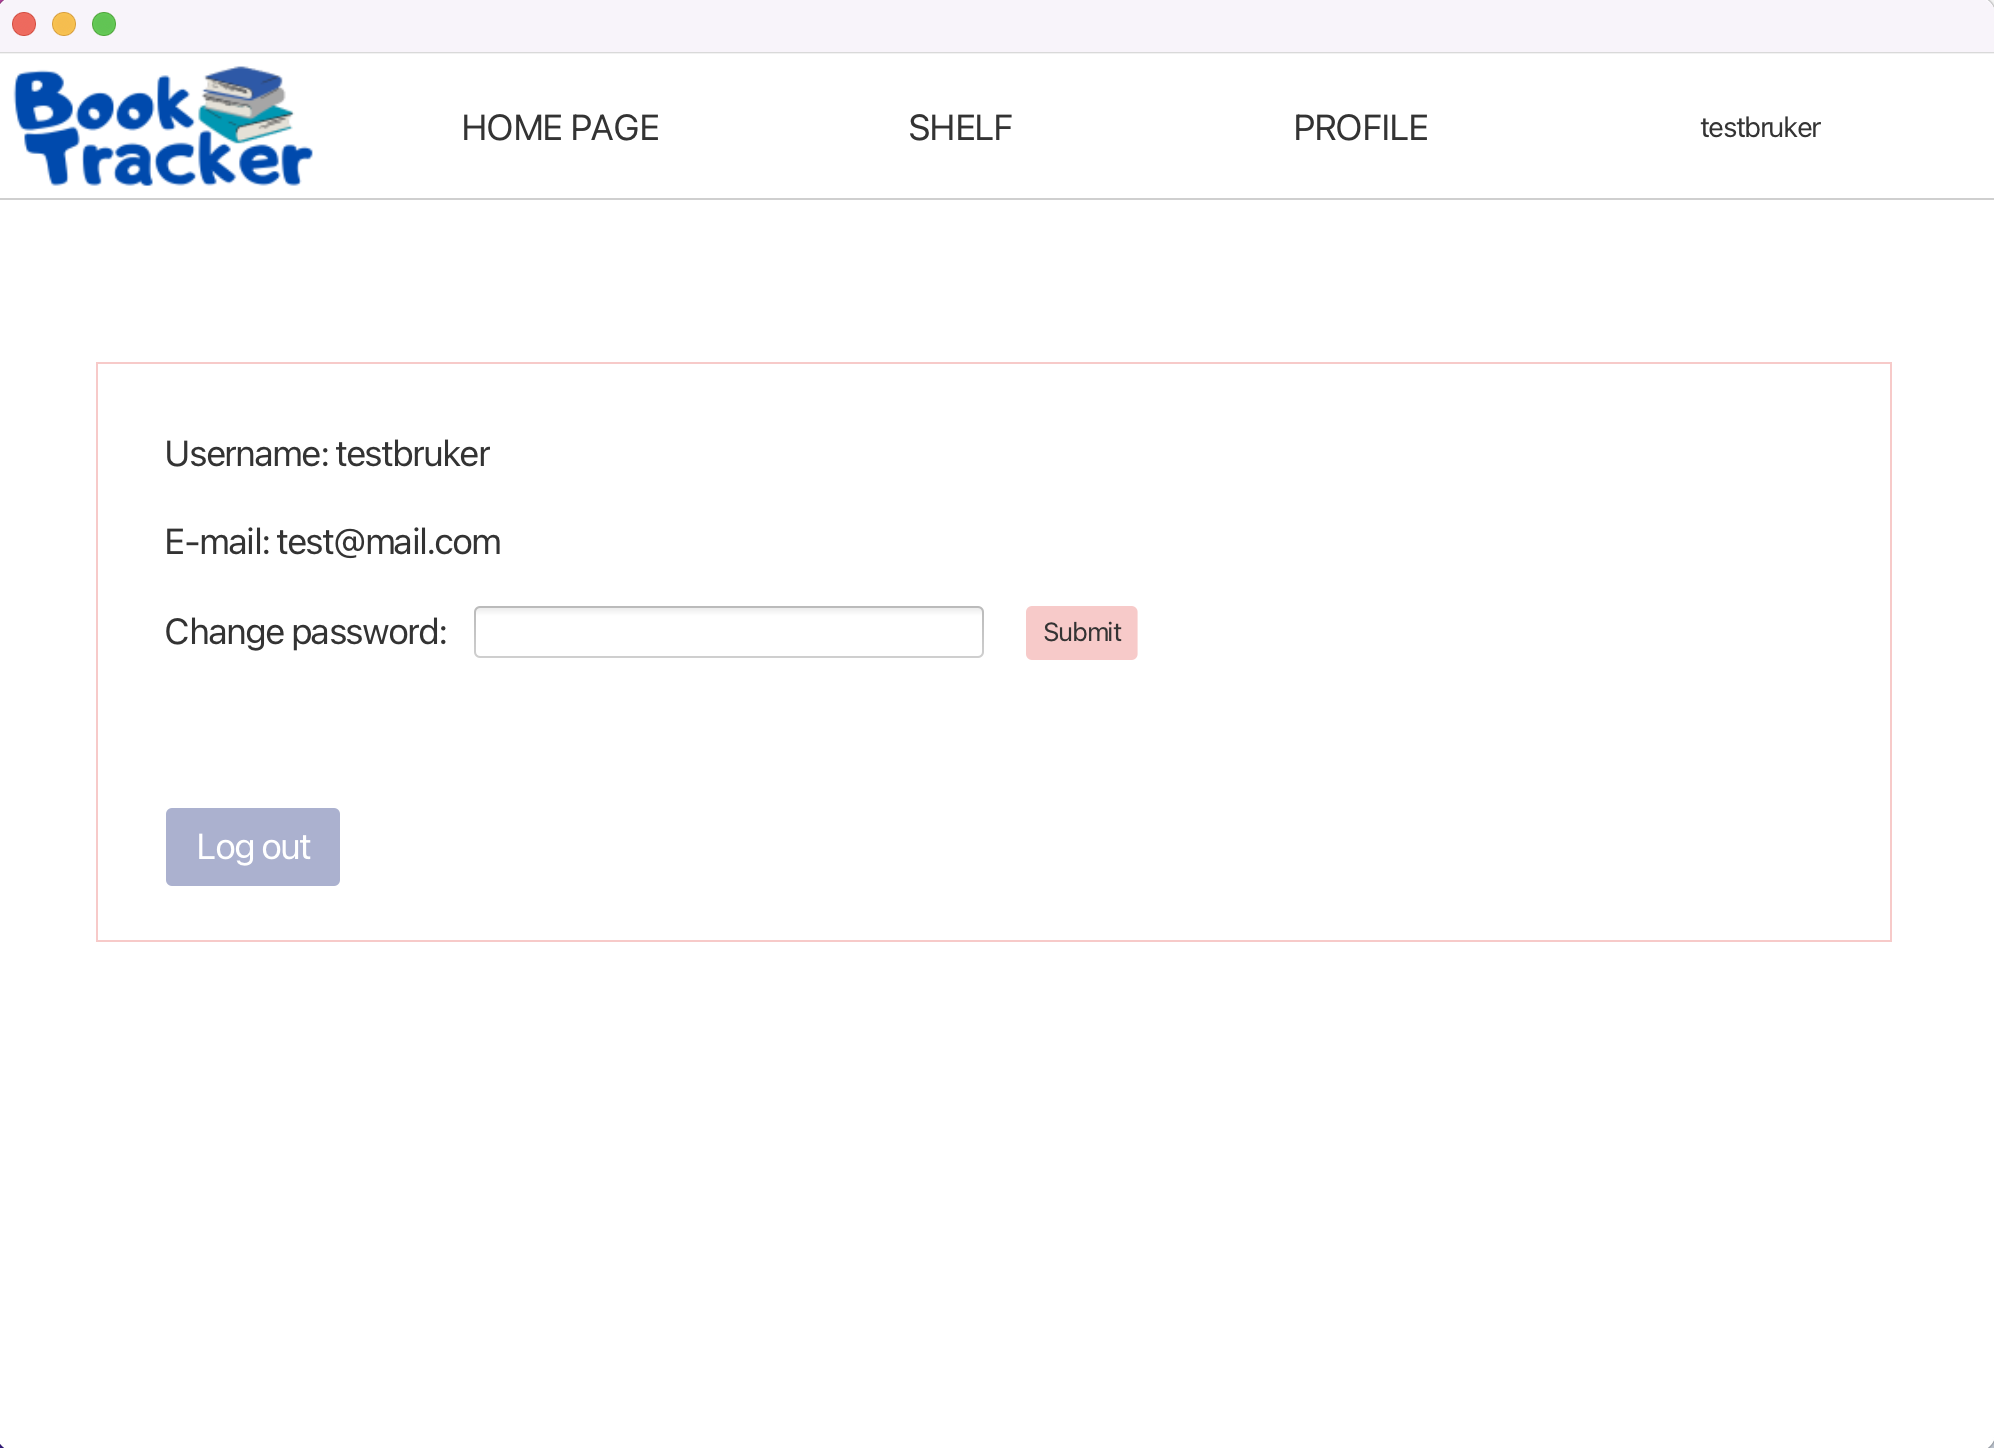 Book
Tracker
HOME PAGE SHELF PROFILE testbruker
Username: testbruker
E-mail: test@mail.com
Change password: Submit
Log out